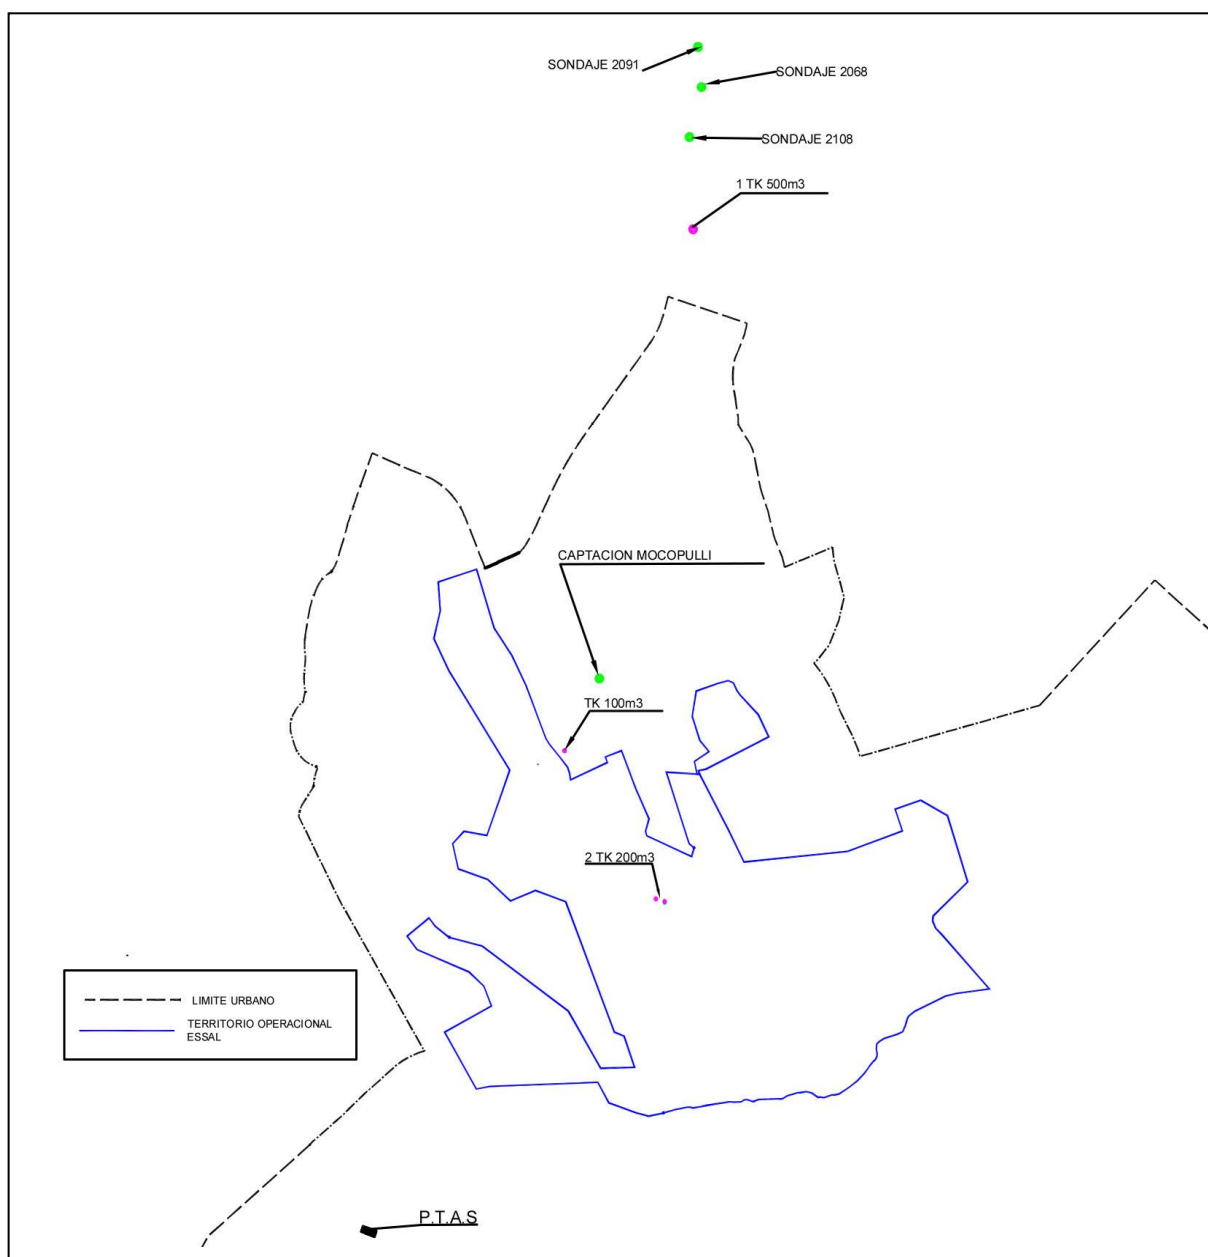 SONDAJE 2091
SONDAJE 2068
SONDAJE 2108
1 TK 500m3
CAPTACION MOCOPULLI
TK 100m3
2 TK 200m3
LIMITE URBANO
TERRITORIO OPERACIONAL
ESSAL
P.T.A.S